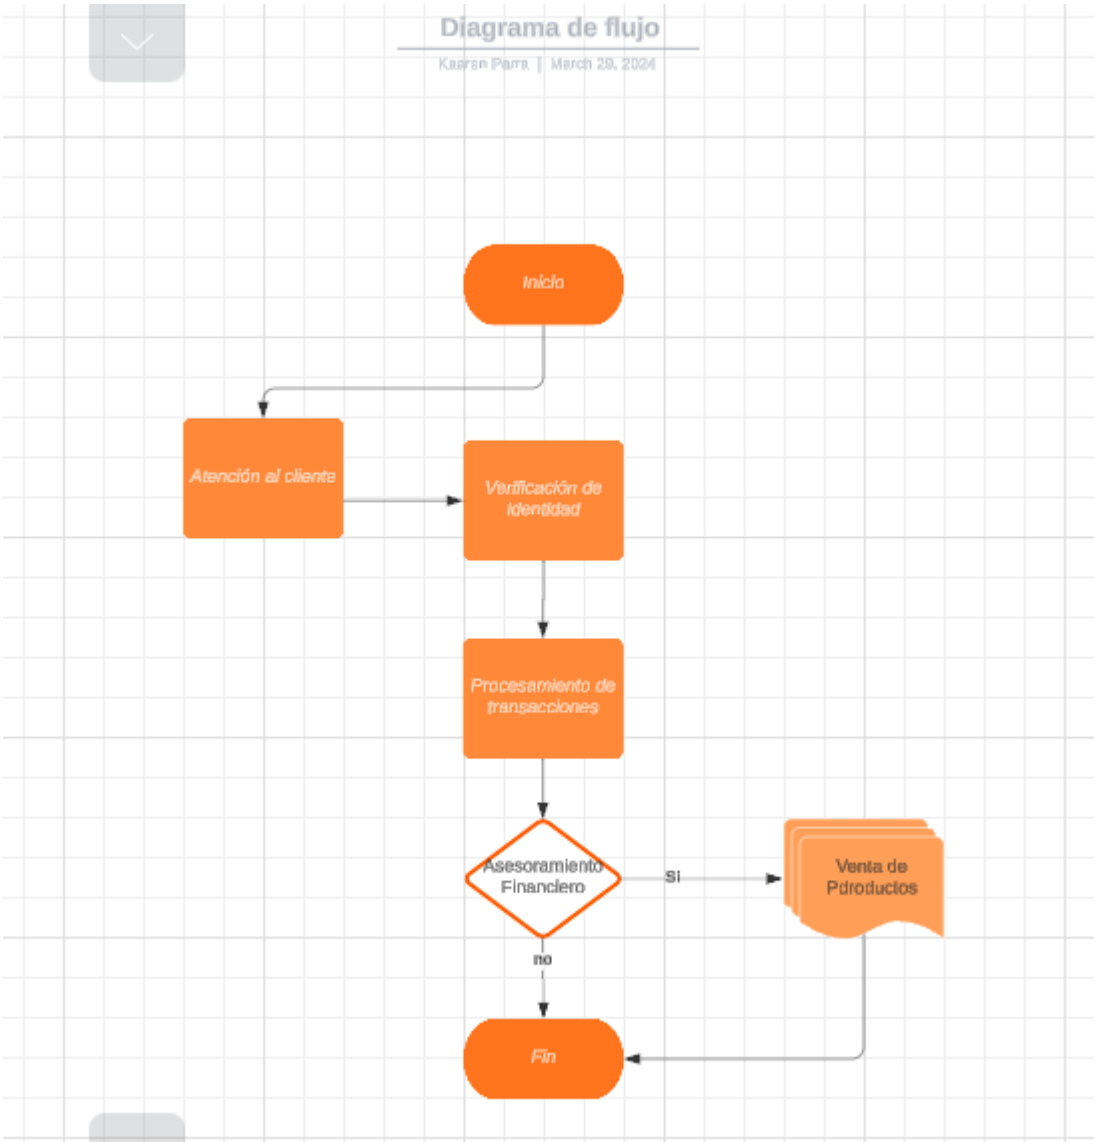 Diagrama de flujo
Kaaren Parra | March 29, 2024
Inicio
Atención al cliente
Verificación de
identidad
Procesamiento de
transacciones
Asesoramiento
Financiero
Si
Venta de
Pdroductos
no
Fin